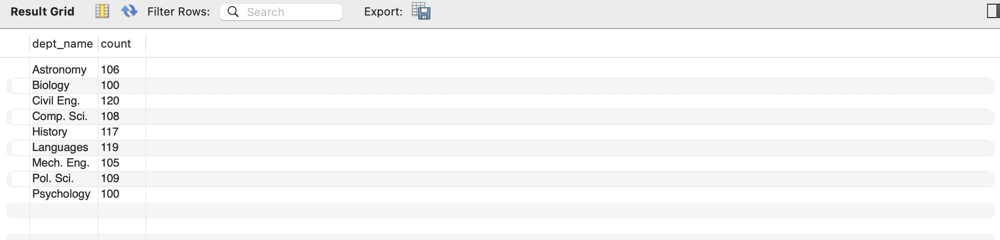 Result Grid Filter Rows: Search Export:
dept_name count
Astronomy 106
Biology 100
Civil Eng. 120
Comp. Sci. 108
History 117
Languages 119
Mech. Eng. 105
Pol. Sci. 109
Psychology 100